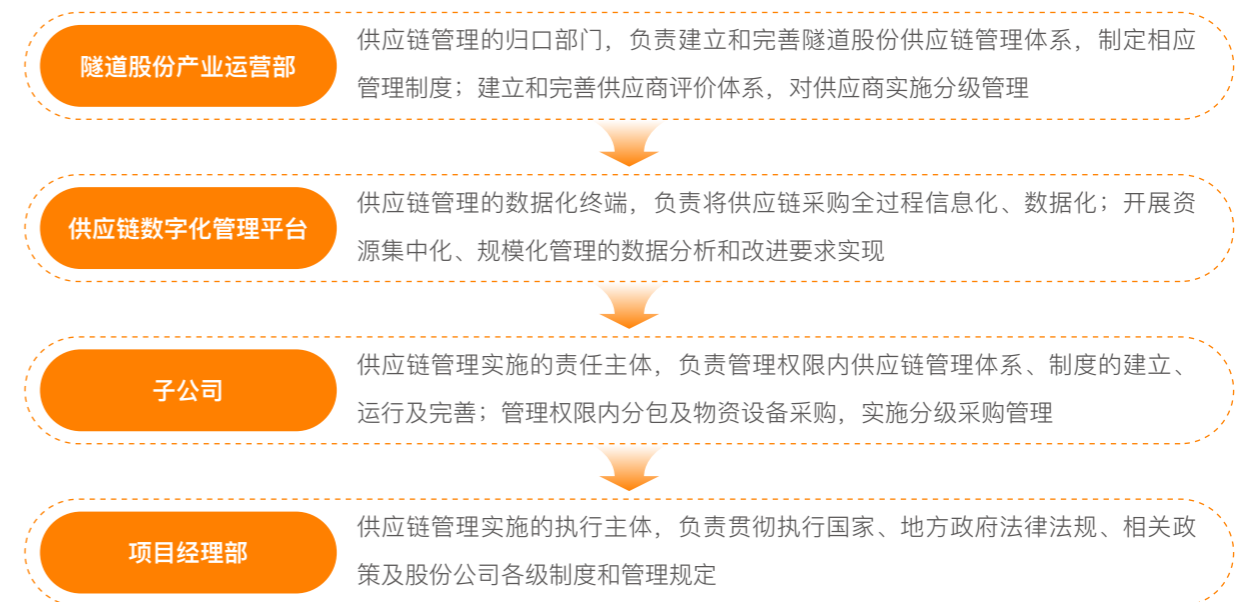 隧道股份产业运营部
供应链管理的归口部门，负责建立和完善隧道股份供应链管理体系，制定相应
管理制度；建立和完善供应商评价体系，对供应商实施分级管理
供应链数字化管理平台
供应链管理的数据化终端，负责将供应链采购全过程信息化、数据化；开展资
源集中化、规模化管理的数据分析和改进要求实现
子公司
供应链管理实施的责任主体，负责管理权限内供应链管理体系、制度的建立、
运行及完善；管理权限内分包及物资设备采购，实施分级采购管理
项目经理部
供应链管理实施的执行主体，负责贯彻执行国家、地方政府法律法规、相关政
策及股份公司各级制度和管理规定